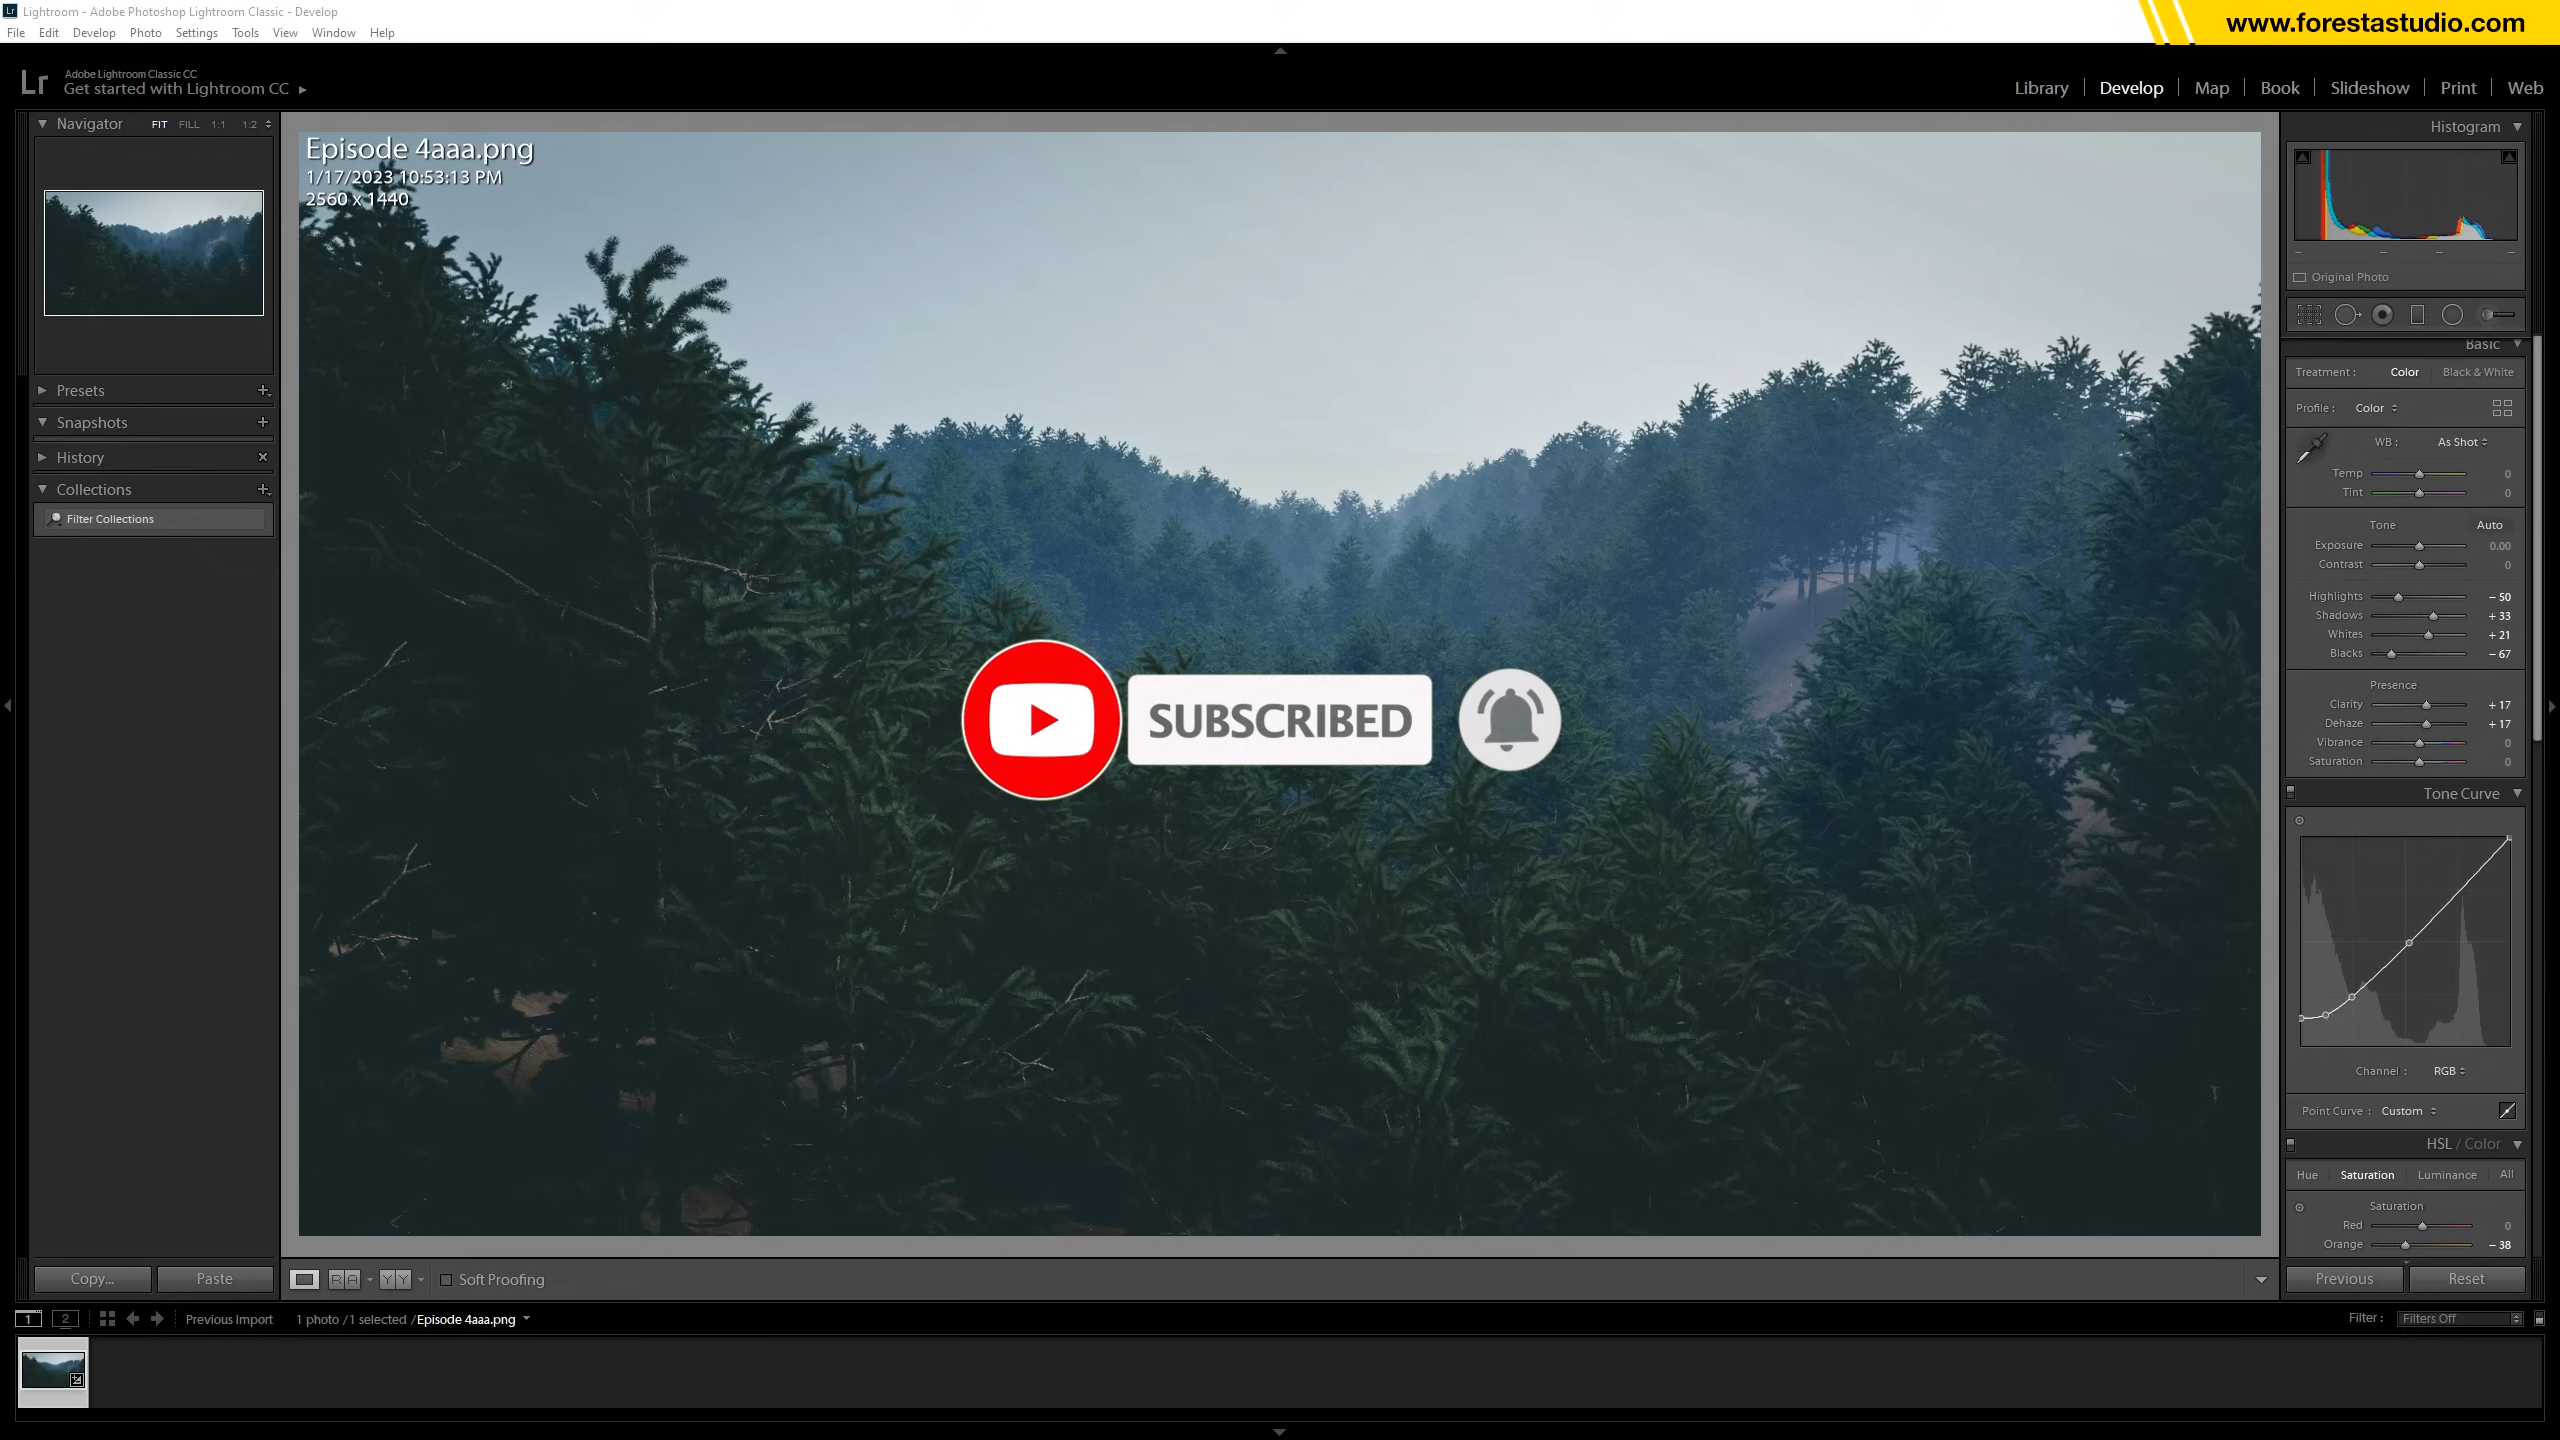 Lightroom - Adobe Photoshop Lightroom Classic - Develop
www.forestastudio.com
File Edit Develop Photo Settings Tools View Window Help
Lr
Adobe Lightroom Classic CC
Get started with Lightroom CC
Library Develop Map Book Slideshow Print Web
Navigator FIT FILL 1:1 1:2
Presets
Snapshots
History
Collections
Filter Collections
Episode 4aaa.png
1/17/2023 10:53:13 PM
2560 x 1440
SUBSCRIBED
Histogram
Original Photo
Basic
Treatment : Color Black & White
Profile : Color
WB : As Shot
Temp 0
Tint 0
Tone Auto
Exposure 0.00
Contrast 0
Highlights - 50
Shadows + 33
Whites + 21
Blacks - 67
Presence
Clarity + 17
Dehaze + 17
Vibrance 0
Saturation 0
Tone Curve
Channel : RGB
Point Curve : Custom
HSL / Color
Hue Saturation Luminance All
Saturation
Red 0
Orange - 38
Copy... Paste
R A Y Y Soft Proofing
Previous Reset
1 2 Previous Import 1 photo / 1 selected / Episode 4aaa.png
Filter : Filters Off